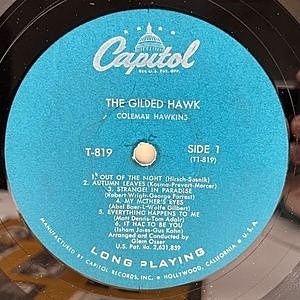 Capitol
REG. U.S. PAT. OFF.
THE GILDED HAWK
COLEMAN HAWKINS
T-819
SIDE 1
(T1-819)
1. OUT OF THE NIGHT (Hirsch-Sosnik)
2. AUTUMN LEAVES (Kosma-Prevert-Mercer)
3. STRANGE! IN PARADISE
(Robert Wright-George Forrest)
4. MY MOTHER'S EYES
(Abel Baer-L-Wolfe Gilbert)
5. EVERYTHING HAPPENS TO ME
(Matt Dennis-Tom Adair)
6. IT HAD TO BE YOU
(Isham Jones-Gus Kahn)
Arranged and Conducted by
Glenn Osser
U.S. Pat. No. 2,631,859
LONG PLAYING
MANUFACTURED BY CAPITOL RECORDS, INC. • HOLLYWOOD, CALIFORNIA • U.S.A.